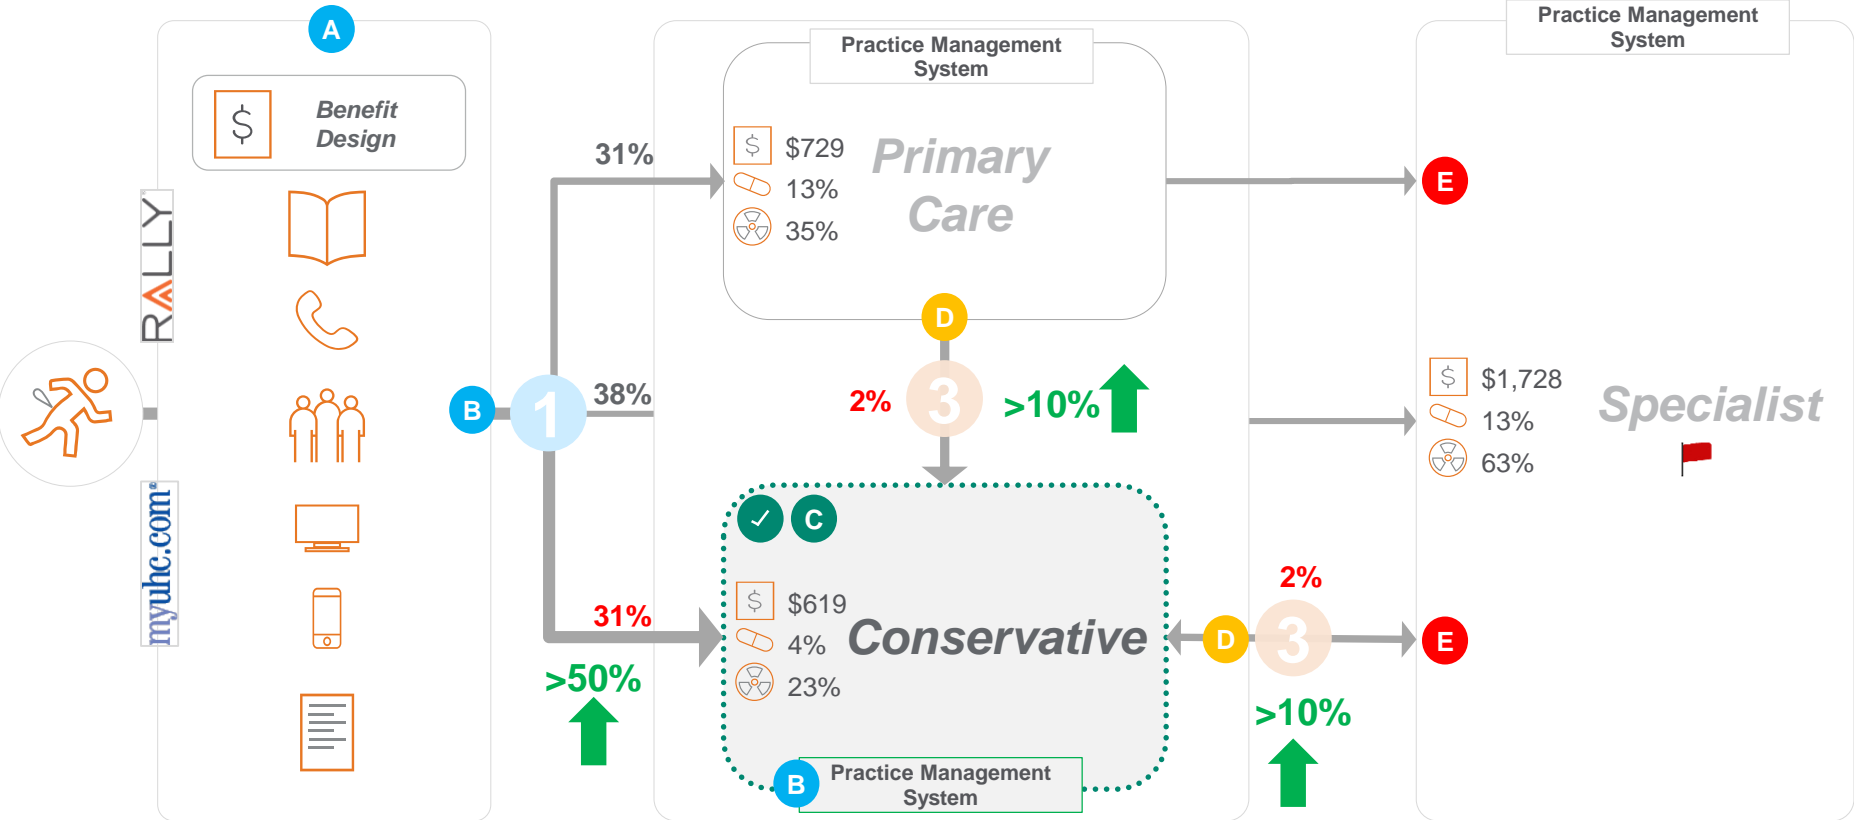 A
$
Benefit
Design
RALLY
myuhc.com®
B
1
31%
38%
31%
>50%
Practice Management
System
$
$729
13%
35%
Primary
Care
D
2%
3
>10%
C
$
$619
4%
23%
Conservative
B
Practice Management
System
D
2%
3
>10%
Practice Management
System
E
$
$1,728
13%
63%
Specialist
E